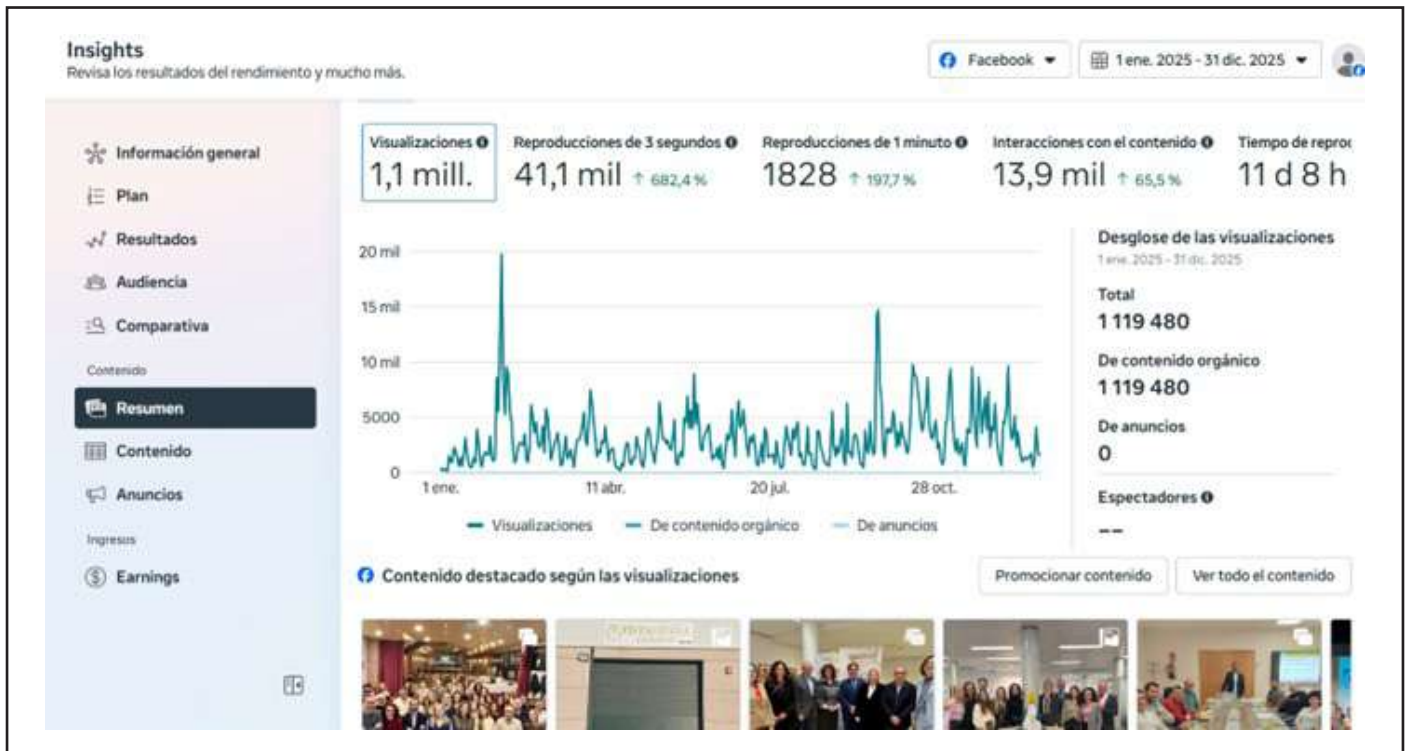 Insights
Revisa los resultados del rendimiento y mucho más.
Facebook
1 ene. 2025 - 31 dic. 2025
Información general
Plan
Resultados
Audiencia
Comparativa
Contenido
Resumen
Contenido
Anuncios
Ingresos
Earnings
Visualizaciones
1,1 mill.
Reproducciones de 3 segundos
41,1 mil ↑ 682,4 %
Reproducciones de 1 minuto
1828 ↑ 197,7 %
Interacciones con el contenido
13,9 mil ↑ 65,5 %
Tiempo de repro
11 d 8 h
20 mil
15 mil
10 mil
5000
0
1 ene.
11 abr.
20 jul.
28 oct.
Visualizaciones
De contenido orgánico
De anuncios
Desglose de las visualizaciones
1 ene. 2025 - 31 dic. 2025
Total
1 119 480
De contenido orgánico
1 119 480
De anuncios
0
Espectadores
--
Contenido destacado según las visualizaciones
Promocionar contenido
Ver todo el contenido